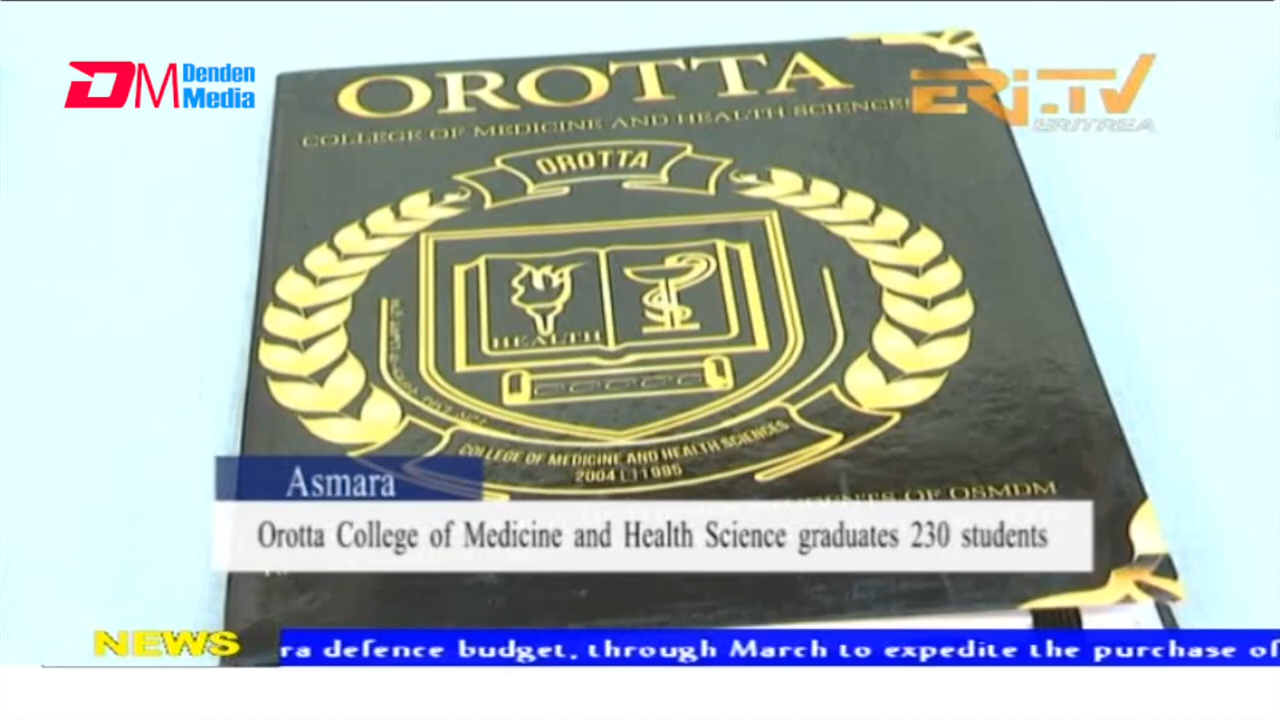 DM Denden
Media
ERi.TV
ERITREA
OROTTA
COLLEGE OF MEDICINE AND HEALTH SCIENCES
OROTTA
HEALTH
COLLEGE OF MEDICINE AND HEALTH SCIENCES
2004 1995
OF OSMDM
Asmara
Orotta College of Medicine and Health Science graduates 230 students
NEWS
ra defence budget, through March to expedite the purchase of